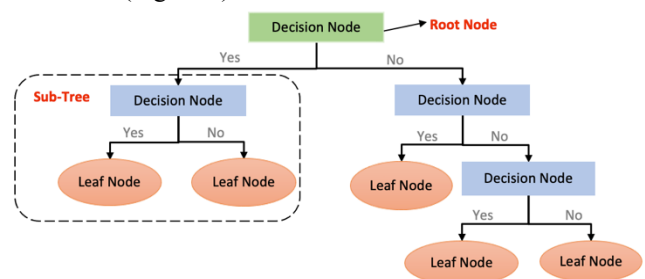 Decision Node
Root Node
Yes
No
Sub-Tree
Decision Node
Decision Node
Yes
No
Yes
No
Leaf Node
Leaf Node
Leaf Node
Decision Node
Yes
No
Leaf Node
Leaf Node